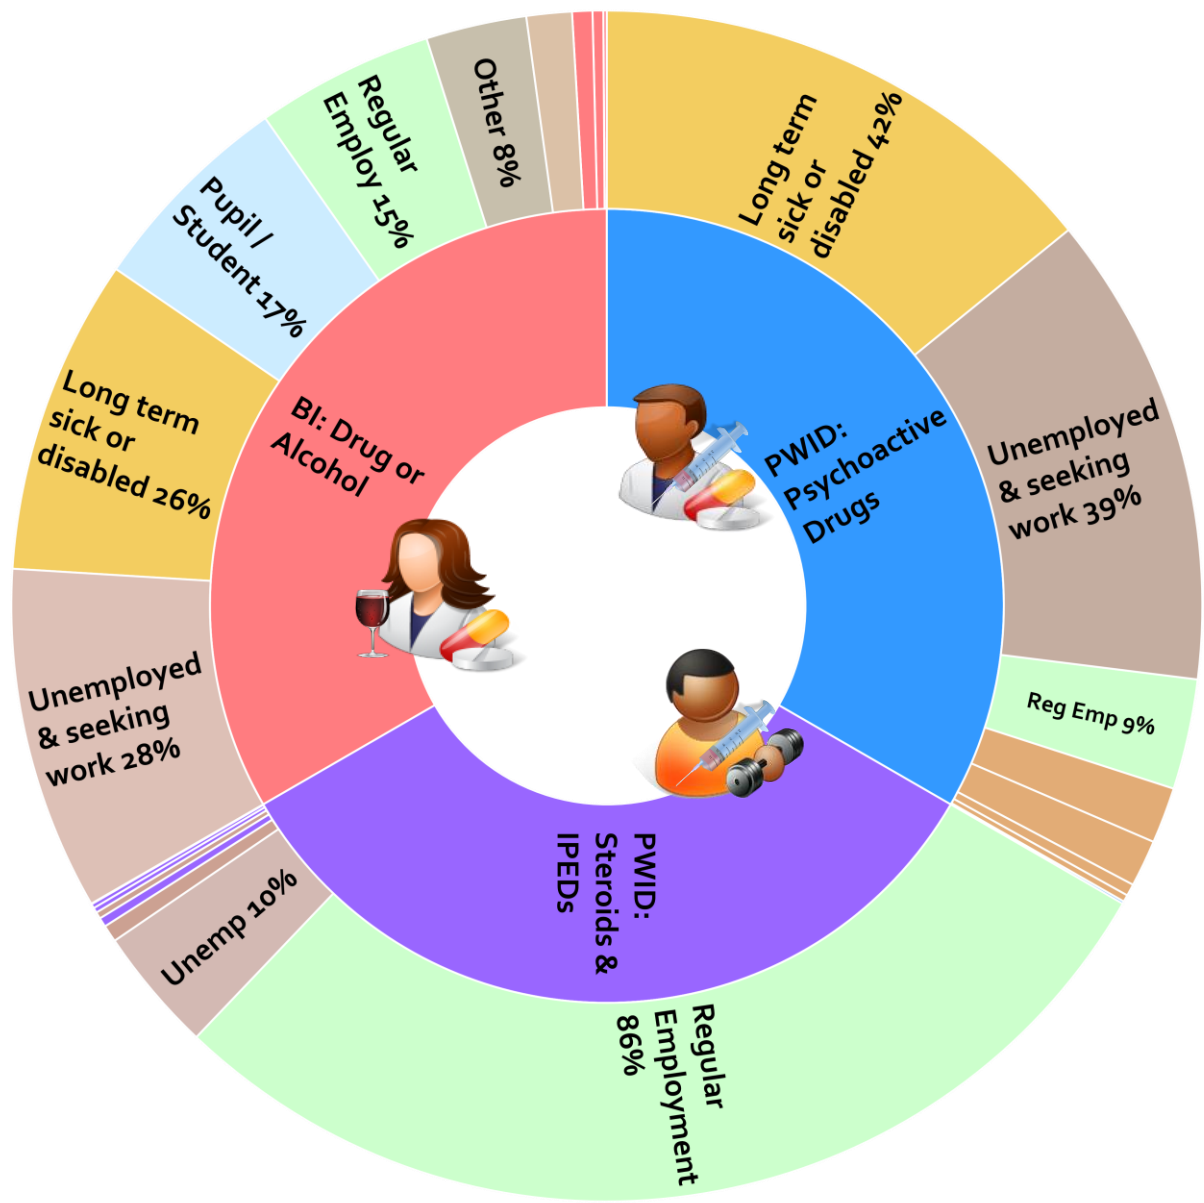 Long term
sick or
disabled 42%
Unemployed
& seeking
work 39%
Reg Emp 9%
PWID:
Psychoactive
Drugs
Regular
Employment
86%
Unemp 10%
PWID:
Steroids &
IPEDs
Unemployed
& seeking
work 28%
Long term
sick or
disabled 26%
Pupil /
Student 17%
Regular
Employ 15%
Other 8%
BI: Drug or
Alcohol